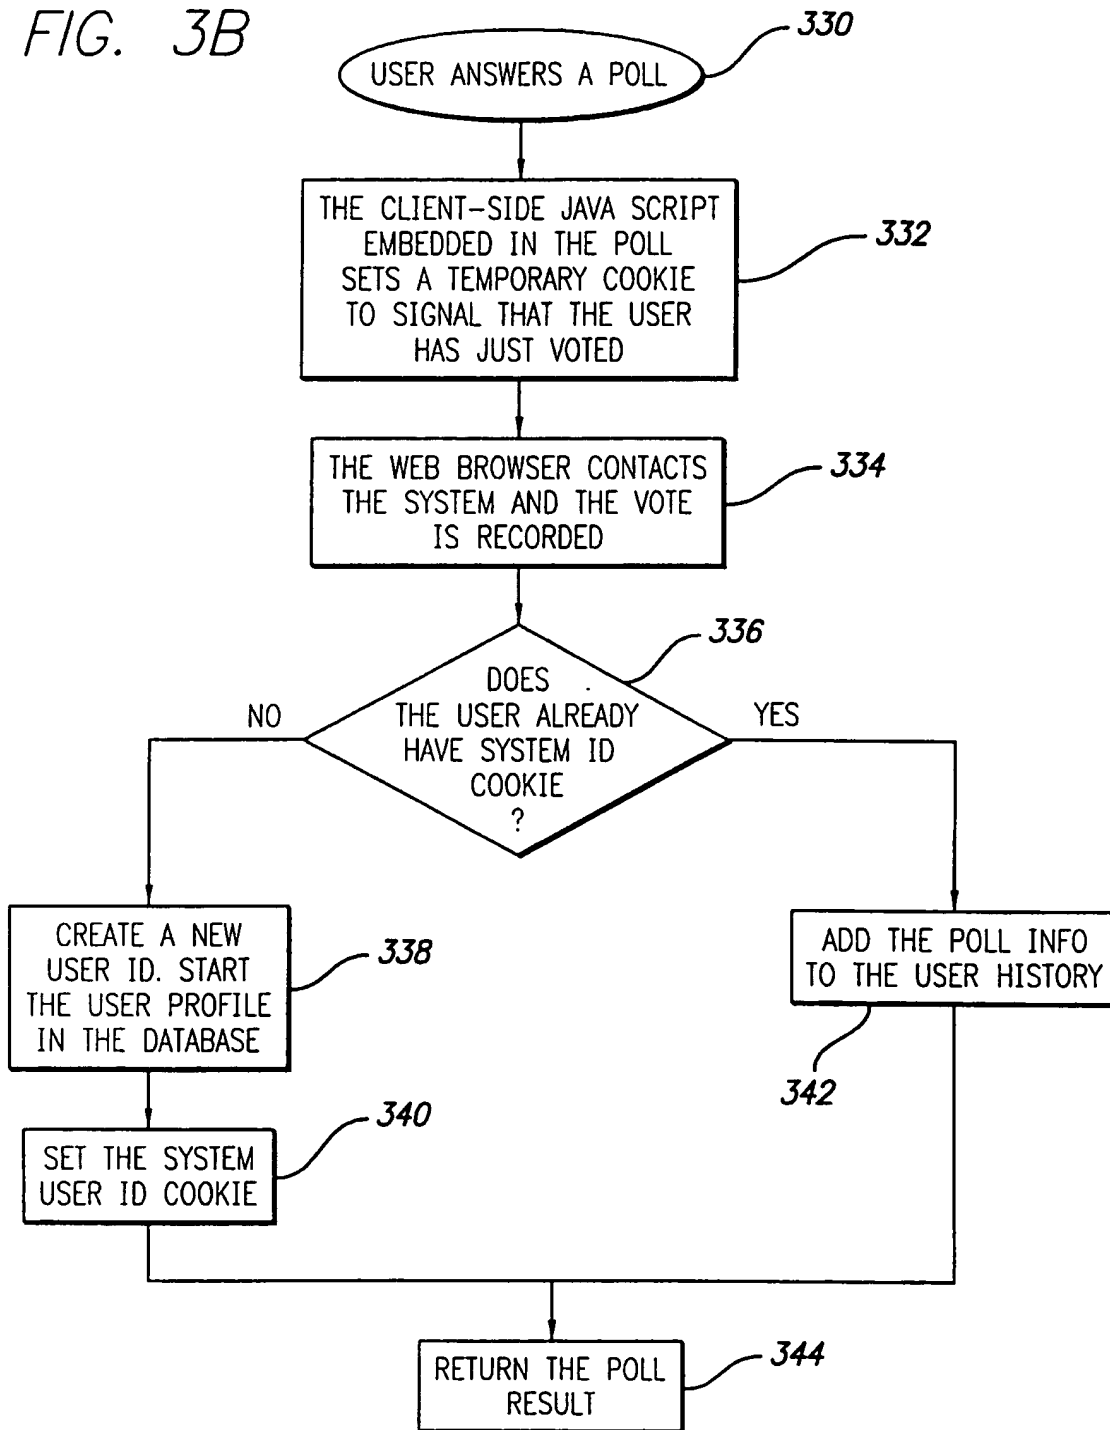 FIG. 3B
330
USER ANSWERS A POLL
THE CLIENT-SIDE JAVA SCRIPT
EMBEDDED IN THE POLL
SETS A TEMPORARY COOKIE
TO SIGNAL THAT THE USER
HAS JUST VOTED
332
THE WEB BROWSER CONTACTS
THE SYSTEM AND THE VOTE
IS RECORDED
334
336
DOES
THE USER ALREADY
HAVE SYSTEM ID
COOKIE
?
NO
YES
CREATE A NEW
USER ID. START
THE USER PROFILE
IN THE DATABASE
338
ADD THE POLL INFO
TO THE USER HISTORY
342
340
SET THE SYSTEM
USER ID COOKIE
RETURN THE POLL
RESULT
344